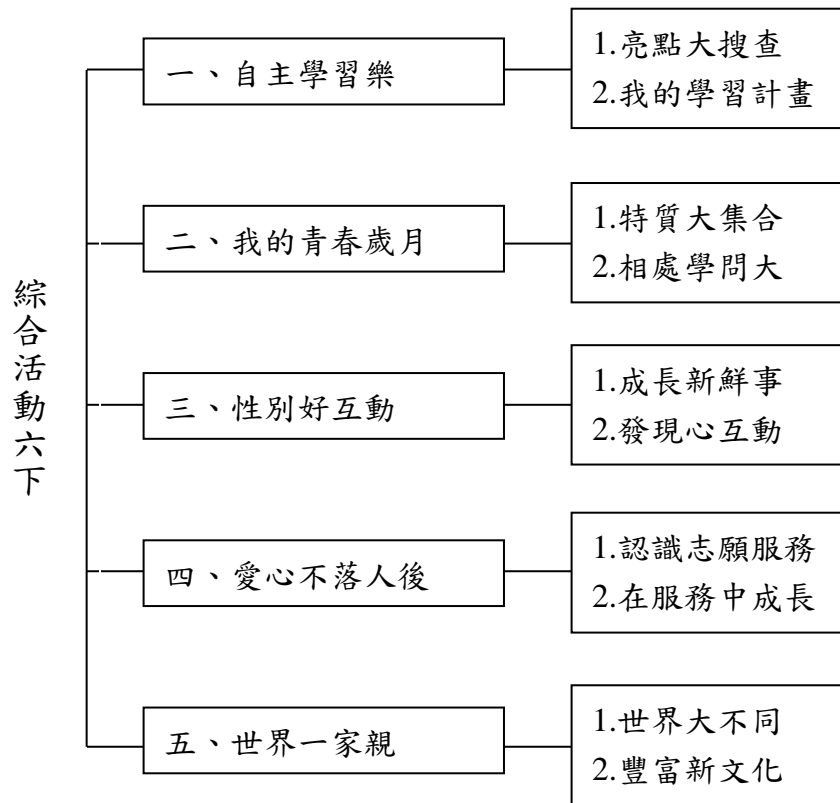 綜合活動六下
一、自主學習樂
1.亮點大搜查
2.我的學習計畫
二、我的青春歲月
1.特質大集合
2.相處學問大
三、性別好互動
1.成長新鮮事
2.發現心互動
四、愛心不落人後
1.認識志願服務
2.在服務中成長
五、世界一家親
1.世界大不同
2.豐富新文化